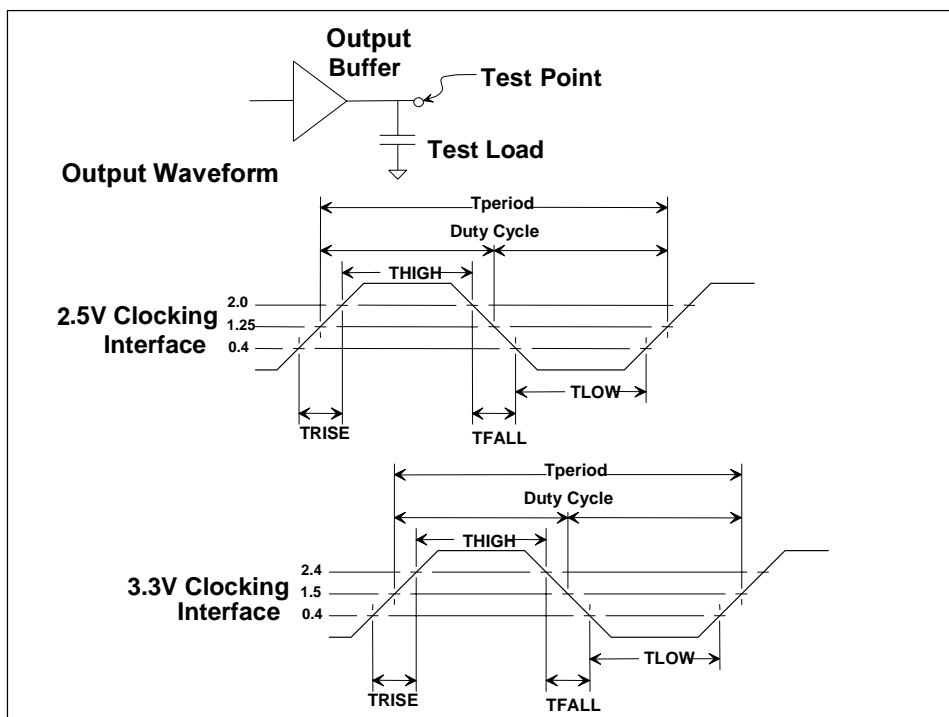 Output
Buffer
Test Point
Test Load
Output Waveform
Tperiod
Duty Cycle
THIGH
2.0
2.5V Clocking
Interface
1.25
0.4
TLOW
TRISE
TFALL
Tperiod
Duty Cycle
THIGH
2.4
3.3V Clocking
Interface
1.5
0.4
TLOW
TRISE
TFALL